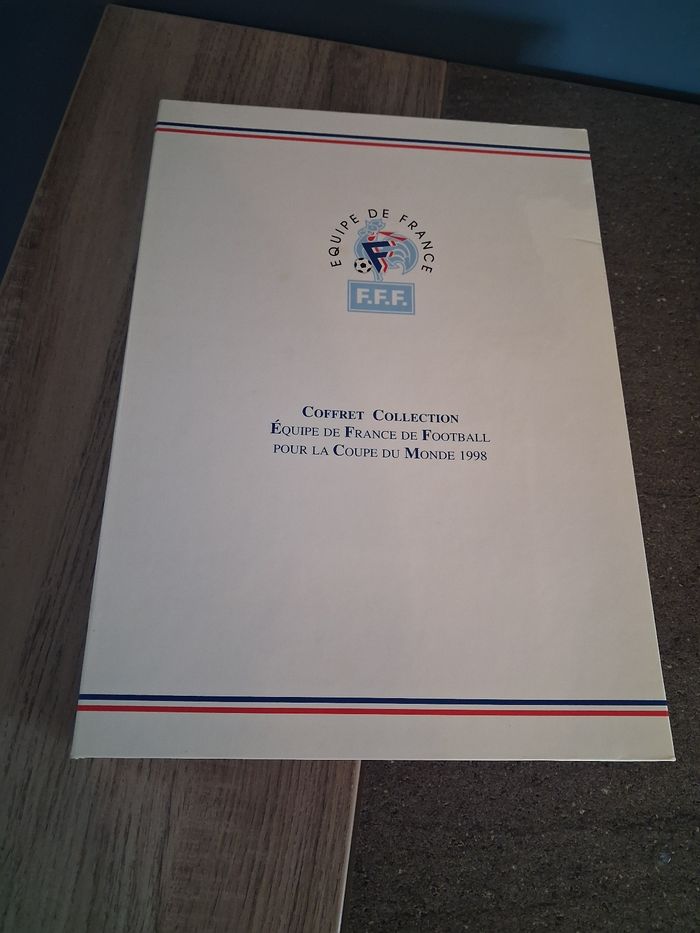 EQUIPE DE FRANCE
F
F.F.F.
COFFRET COLLECTION
ÉQUIPE DE FRANCE DE FOOTBALL
POUR LA COUPE DU MONDE 1998